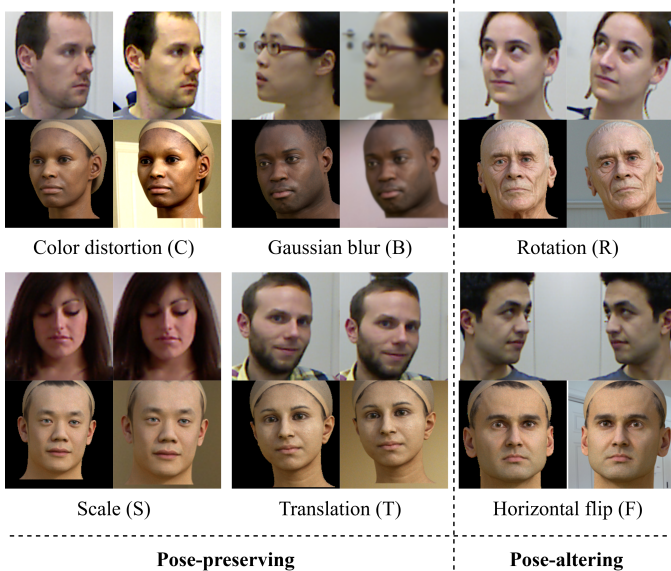 Color distortion (C)
Gaussian blur (B)
Rotation (R)
Scale (S)
Translation (T)
Horizontal flip (F)
Pose-preserving
Pose-altering